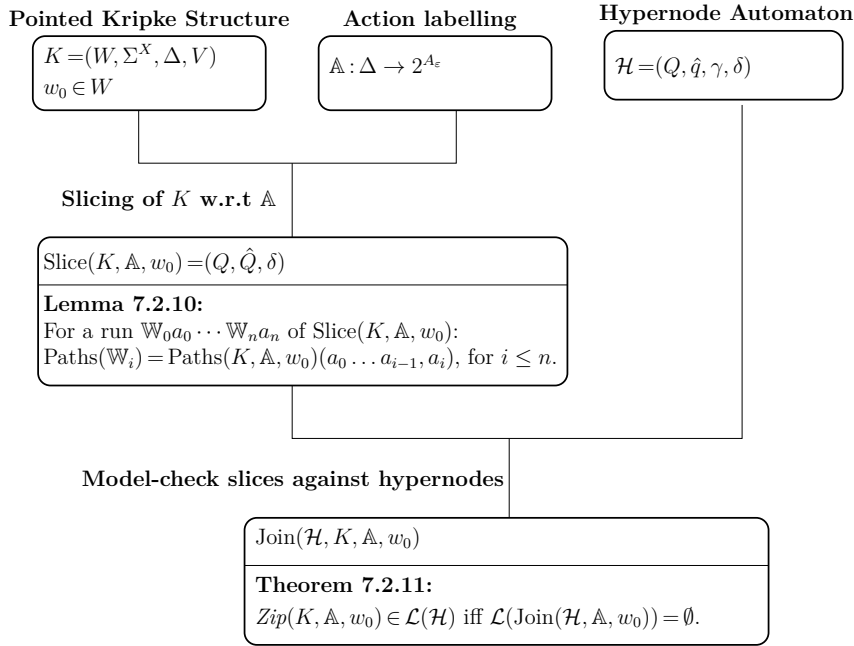 Pointed Kripke Structure
Action labelling
Hypernode Automaton
K = (W, Σ^X, Δ, V)
w₀ ∈ W
𝔸 : Δ → 2^{A_ε}
ℋ = (Q, q̂, γ, δ)
Slicing of K w.r.t 𝔸
Slice(K, 𝔸, w₀) = (Q, Q̂, δ)
Lemma 7.2.10:
For a run 𝕎₀a₀ ⋯ 𝕎ₙaₙ of Slice(K, 𝔸, w₀):
Paths(𝕎ᵢ) = Paths(K, 𝔸, w₀)(a₀ … aᵢ₋₁, aᵢ), for i ≤ n.
Model-check slices against hypernodes
Join(ℋ, K, 𝔸, w₀)
Theorem 7.2.11:
Zip(K, 𝔸, w₀) ∈ ℒ(ℋ) iff ℒ(Join(ℋ, 𝔸, w₀)) = ∅.